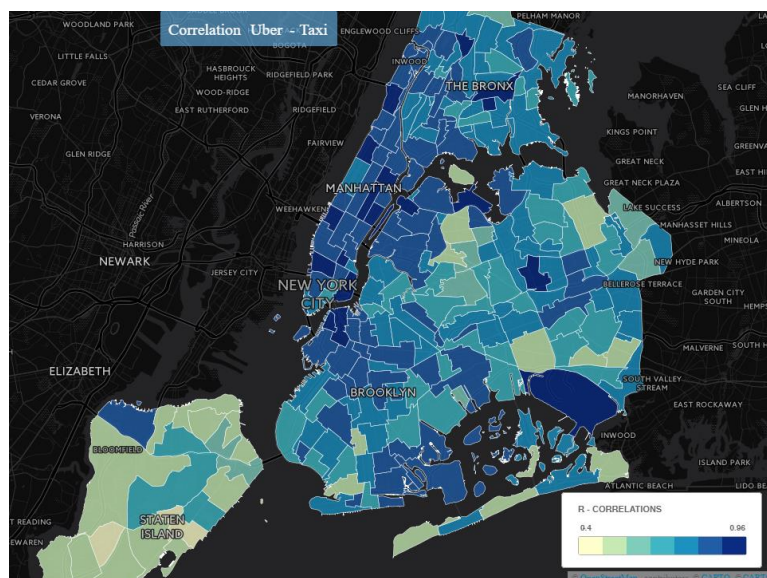 WOODLAND PARK
LITTLE FALLS
CEDAR GROVE
VERONA
GLEN RIDGE
Correlation Uber - Taxi
BOGOTA
HASBROUCK
HEIGHTS
RIDGEFIELD PARK
WOOD-RIDGE
EAST RUTHERFORD
RIDGEFIELD
FAIRVIEW
ENGLEWOOD CLIFFS
PELHAM MANOR
INWOOD
THE BRONX
MANORHAVEN
SEA CLIFF
KINGS POINT
GREAT NECK
GREAT NECK PLAZA
LAKE SUCCESS
ALBERTSON
MANHASSET HILLS
MINEOLA
NEW HYDE PARK
BELLEROSE TERRACE
GARDEN CITY
SOUTH
MALVERNE
SOUTH VALLEY
STREAM
EAST ROCKAWAY
INWOOD
ISLAND PARK
ATLANTIC BEACH
Passaic River
MANHATTAN
WEEHAWKEN
HARRISON
NEWARK
JERSEY CITY
NEW YORK
CITY
ELIZABETH
BROOKLYN
BLOOMFIELD
STATEN
ISLAND
R - CORRELATIONS
0.4 0.96